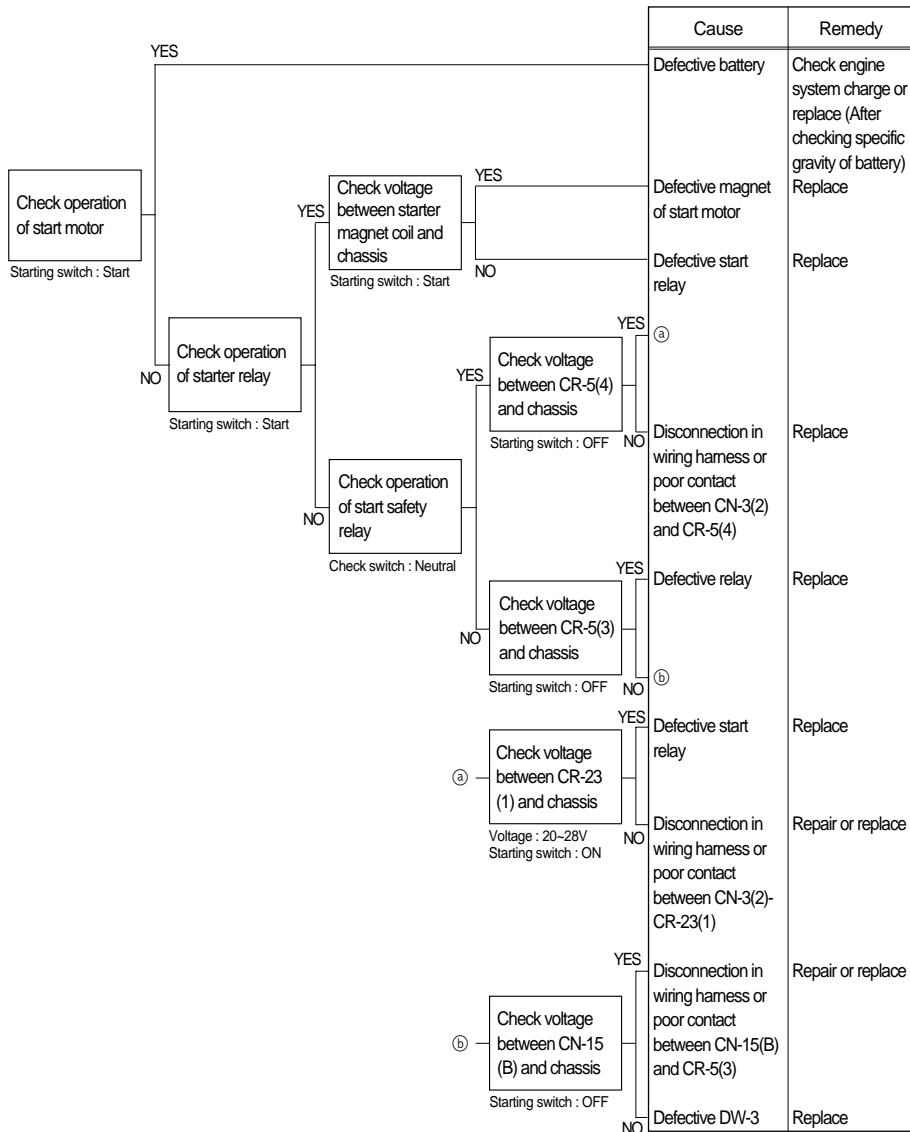 Cause
Remedy
YES
Defective battery
Check engine
system charge or
replace (After
checking specific
gravity of battery)
Check operation
of start motor
Starting switch : Start
YES
Check voltage
between starter
magnet coil and
chassis
Starting switch : Start
YES
Defective magnet
of start motor
Replace
NO
Defective start
relay
Replace
NO
Check operation
of starter relay
Starting switch : Start
YES
Check voltage
between CR-5(4)
and chassis
Starting switch : OFF
YES
ⓐ
NO
Disconnection in
wiring harness or
poor contact
between CN-3(2)
and CR-5(4)
Replace
NO
Check operation
of start safety
relay
Check switch : Neutral
NO
Check voltage
between CR-5(3)
and chassis
Starting switch : OFF
YES
Defective relay
Replace
NO
ⓑ
ⓐ
Check voltage
between CR-23
(1) and chassis
Voltage : 20~28V
Starting switch : ON
YES
Defective start
relay
Replace
NO
Disconnection in
wiring harness or
poor contact
between CN-3(2)-
CR-23(1)
Repair or replace
ⓑ
Check voltage
between CN-15
(B) and chassis
Starting switch : OFF
YES
Disconnection in
wiring harness or
poor contact
between CN-15(B)
and CR-5(3)
Repair or replace
NO
Defective DW-3
Replace